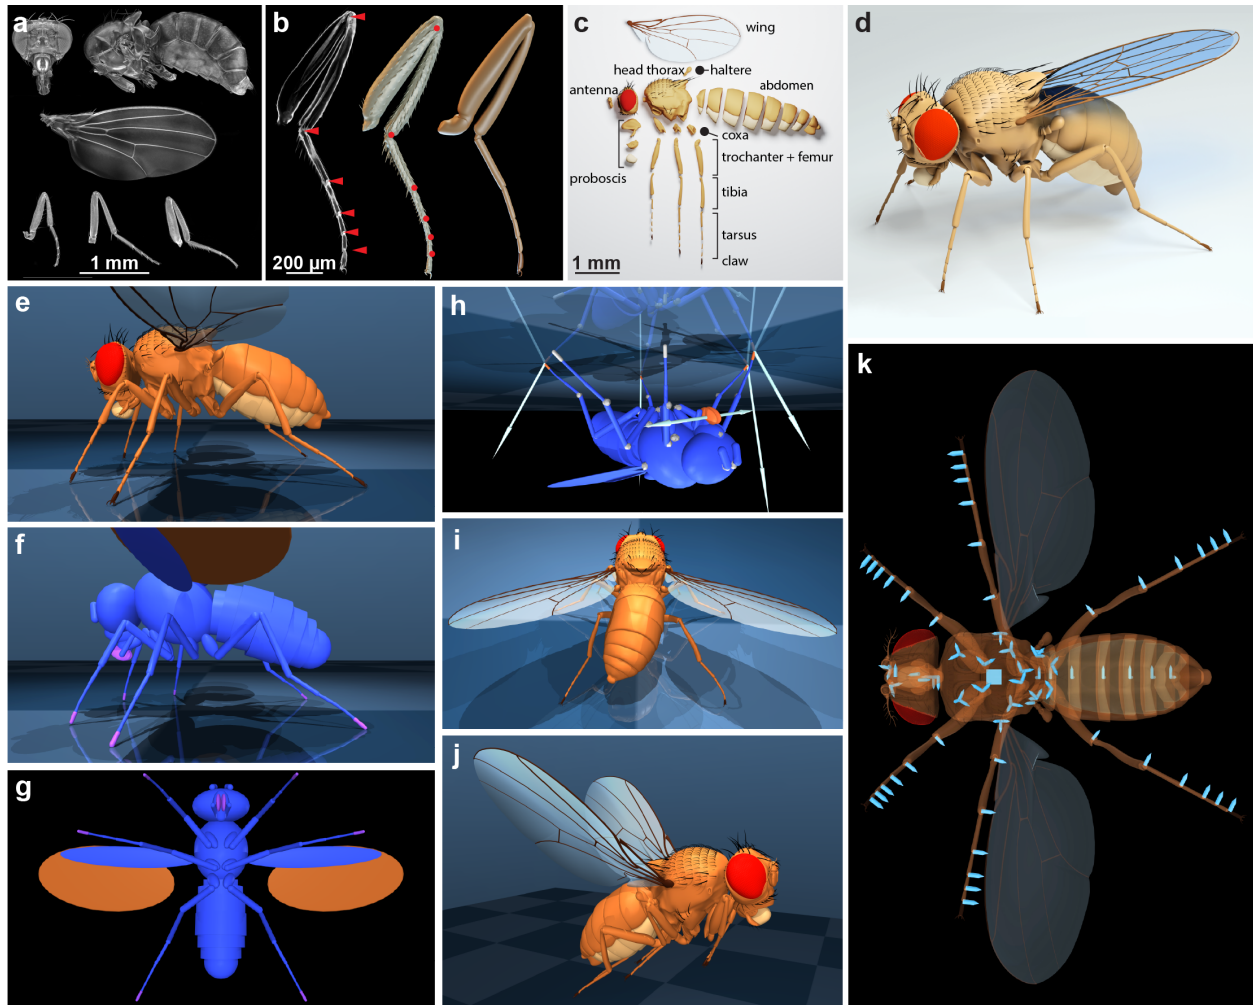 a
1 mm
b
200 µm
c
wing
head thorax
haltere
antenna
abdomen
coxa
proboscis
trochanter + femur
tibia
tarsus
claw
1 mm
d
e
f
g
h
i
j
k